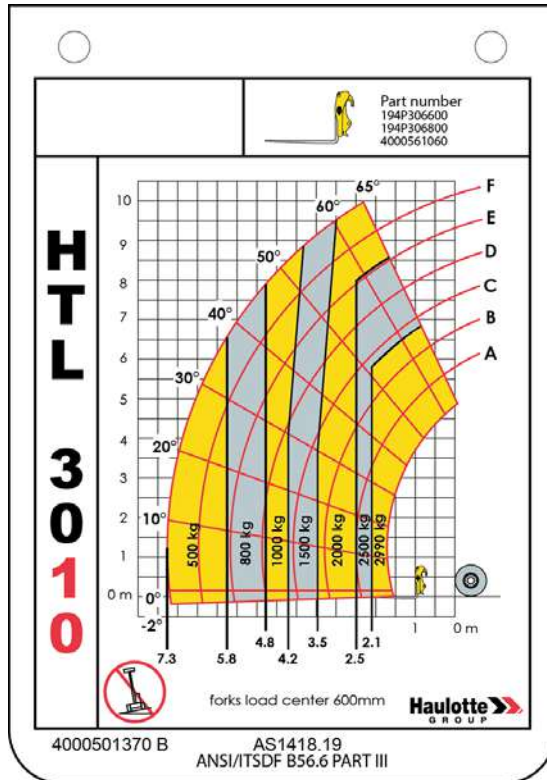 Part number
194P306600
194P306800
4000561060
HTL 3010
65°
60°
50°
40°
30°
20°
10°
0°
-2°
10
9
8
7
6
5
4
3
2
1
0 m
F
E
D
C
B
A
500 kg
800 kg
1000 kg
1500 kg
2000 kg
2500 kg
2990 kg
1
0 m
7.3
5.8
4.8
4.2
3.5
2.5
2.1
forks load center 600mm
Haulotte
GROUP
4000501370 B
AS1418.19
ANSI/ITSDF B56.6 PART III